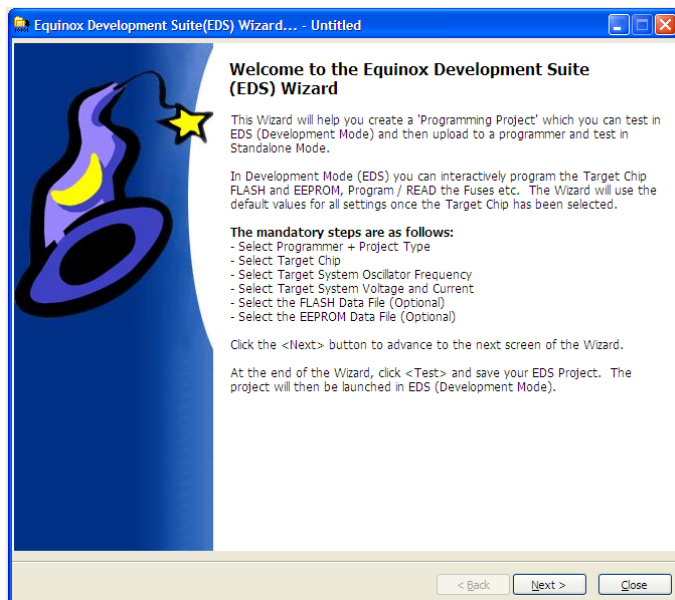 Equinox Development Suite(EDS) Wizard... - Untitled
Welcome to the Equinox Development Suite
(EDS) Wizard
This Wizard will help you create a 'Programming Project' which you can test in
EDS (Development Mode) and then upload to a programmer and test in
Standalone Mode.
In Development Mode (EDS) you can interactively program the Target Chip
FLASH and EEPROM, Program / READ the Fuses etc.  The Wizard will use the
default values for all settings once the Target Chip has been selected.
The mandatory steps are as follows:
- Select Programmer + Project Type
- Select Target Chip
- Select Target System Oscillator Frequency
- Select Target System Voltage and Current
- Select the FLASH Data File (Optional)
- Select the EEPROM Data File (Optional)
Click the <Next> button to advance to the next screen of the Wizard.
At the end of the Wizard, click <Test> and save your EDS Project.  The
project will then be launched in EDS (Development Mode).
< Back
Next >
Close